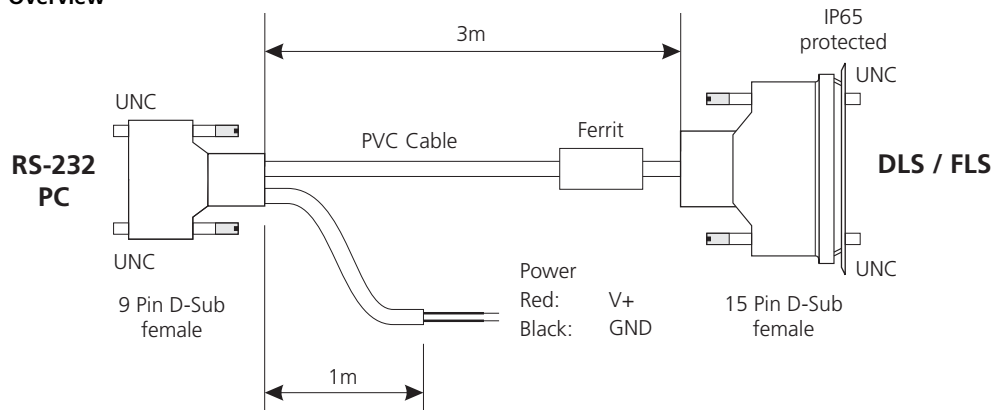 Overview
3m
IP65
protected
UNC
UNC
PVC Cable
Ferrit
RS-232
PC
DLS / FLS
UNC
UNC
9 Pin D-Sub
female
Power
Red: V+
Black: GND
15 Pin D-Sub
female
1m